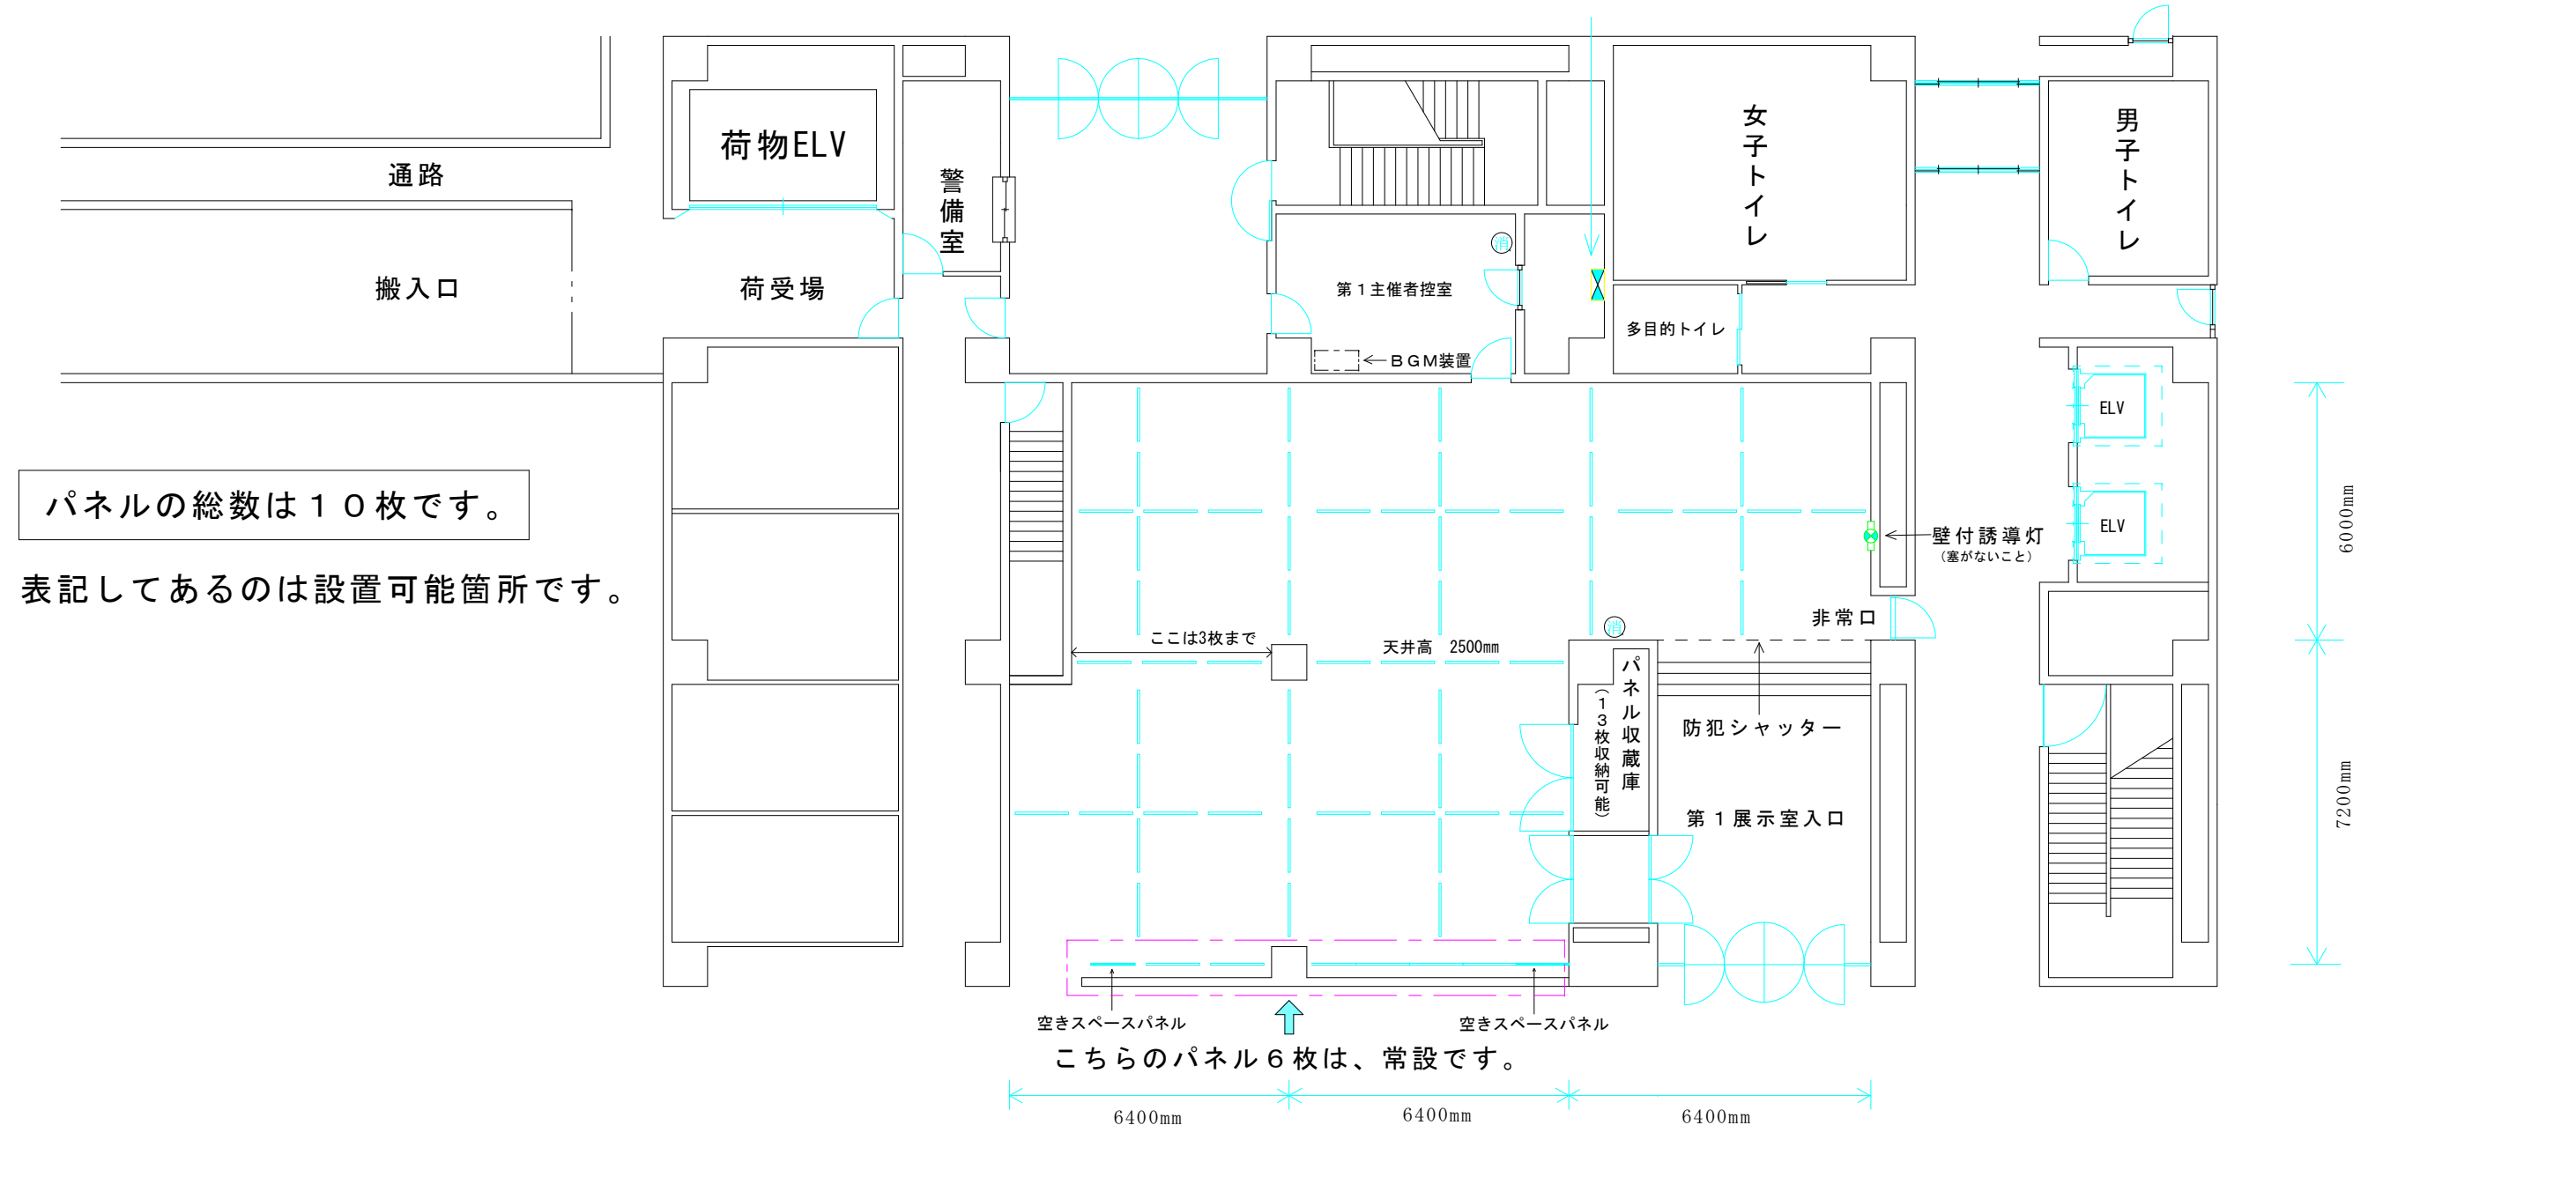 荷物ELV
通路
警備室
女子トイレ
男子トイレ
消
搬入口
荷受場
第１主催者控室
多目的トイレ
ＢＧＭ装置
ELV
パネルの総数は１０枚です。
ELV
6000mm
壁付誘導灯
（塞がないこと）
表記してあるのは設置可能箇所です。
非常口
消
ここは3枚まで
天井高　2500mm
パネル収蔵庫
（１３枚収納可能）
防犯シャッター
7200mm
第１展示室入口
空きスペースパネル
空きスペースパネル
こちらのパネル６枚は、常設です。
6400mm
6400mm
6400mm